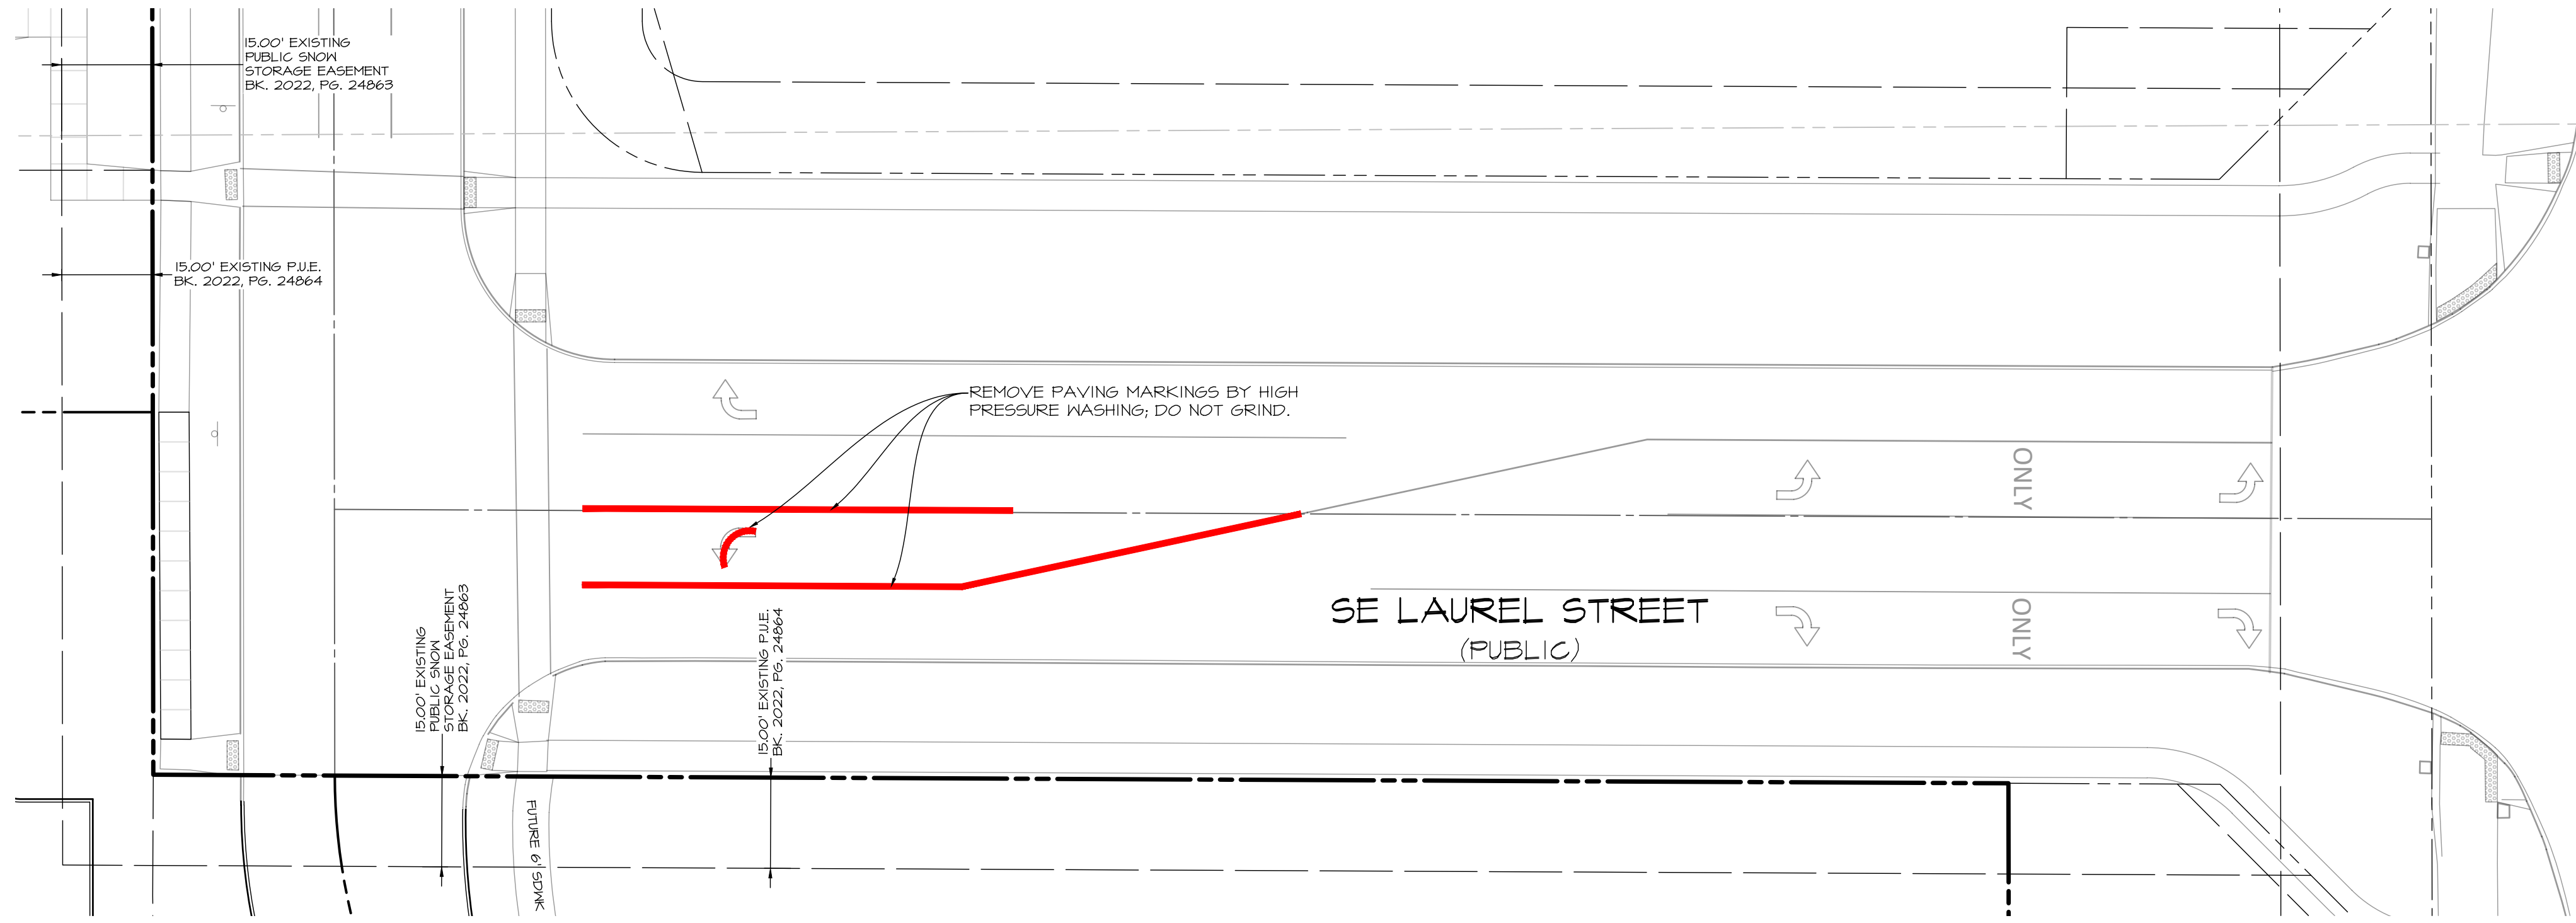 15.00' EXISTING
PUBLIC SNOW
STORAGE EASEMENT
BK. 2022, PG. 24863
15.00' EXISTING P.U.E.
BK. 2022, PG. 24864
REMOVE PAVING MARKINGS BY HIGH
PRESSURE WASHING; DO NOT GRIND.
ONLY
ONLY
SE LAUREL STREET
(PUBLIC)
15.00' EXISTING
PUBLIC SNOW
STORAGE EASEMENT
BK. 2022, PG. 24863
15.00' EXISTING P.U.E.
BK. 2022, PG. 24864
FUTURE 6' SDWK